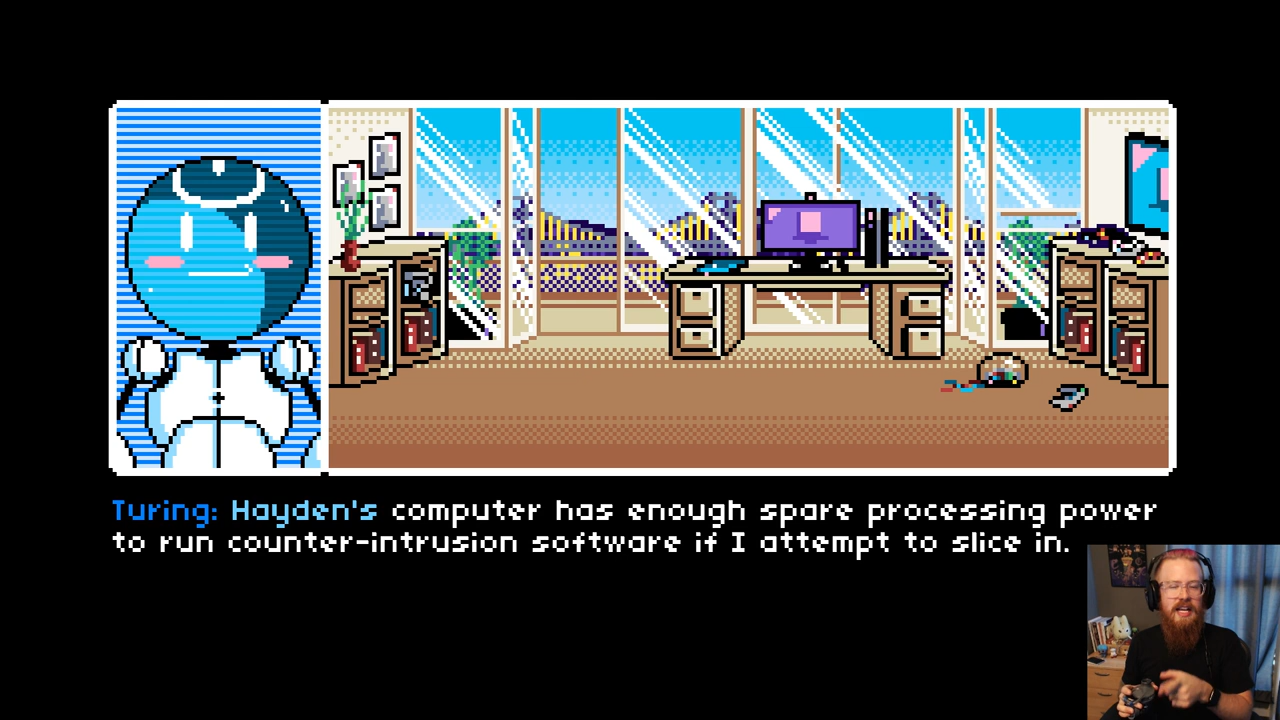 Turing: Hayden's computer has enough spare processing power
to run counter-intrusion software if I attempt to slice in.